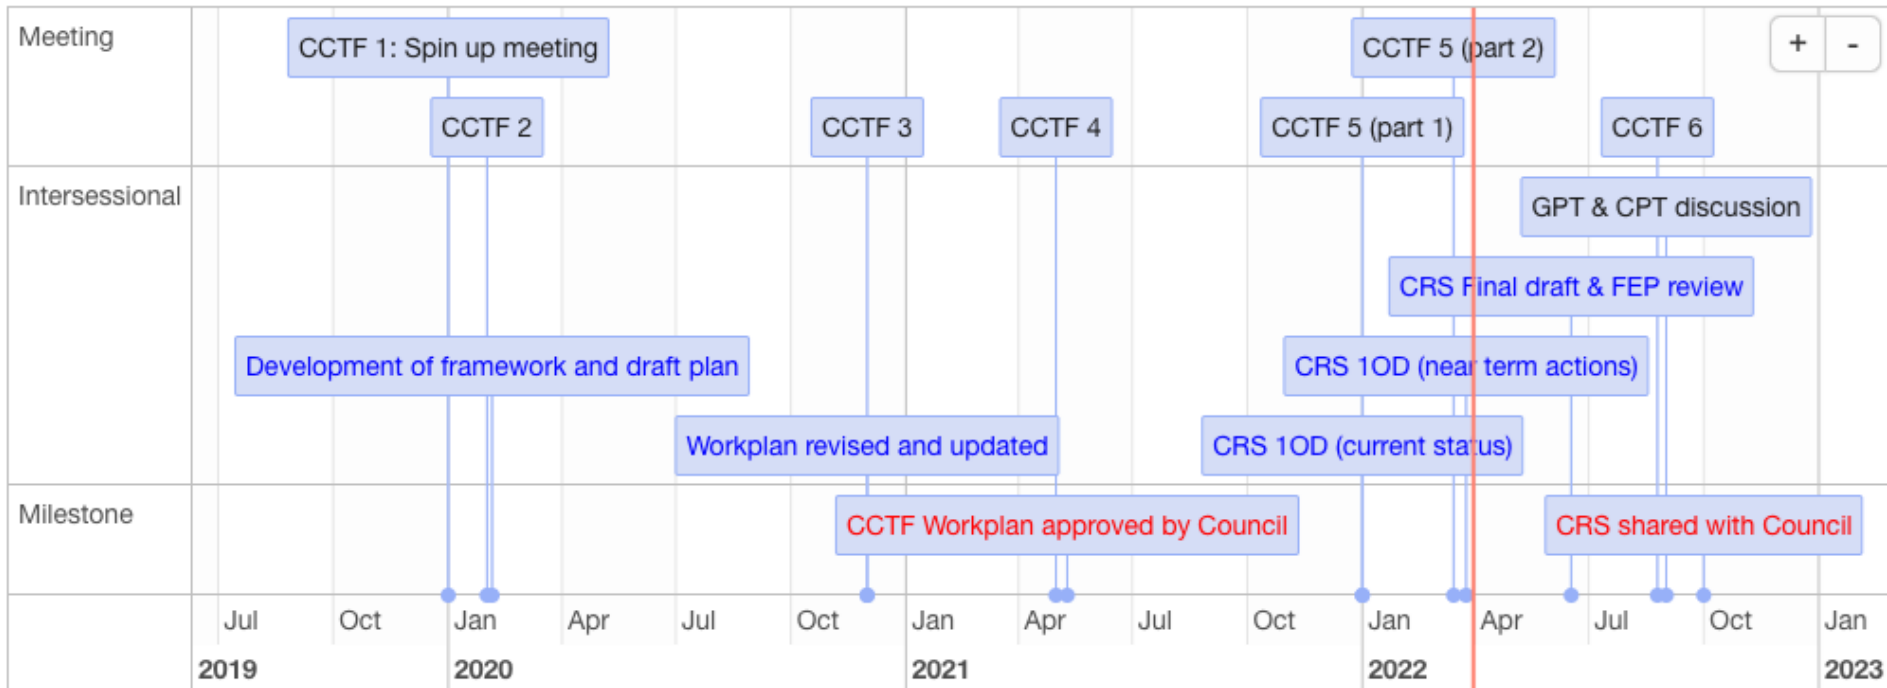 Meeting
CCTF 1: Spin up meeting
CCTF 5 (part 2)
+ -
CCTF 2
CCTF 3
CCTF 4
CCTF 5 (part 1)
CCTF 6
Intersessional
GPT & CPT discussion
CRS Final draft & FEP review
Development of framework and draft plan
CRS 1OD (near term actions)
Workplan revised and updated
CRS 1OD (current status)
Milestone
CCTF Workplan approved by Council
CRS shared with Council
Jul Oct Jan Apr Jul Oct Jan Apr Jul Oct Jan Apr Jul Oct Jan
2019 2020 2021 2022 2023